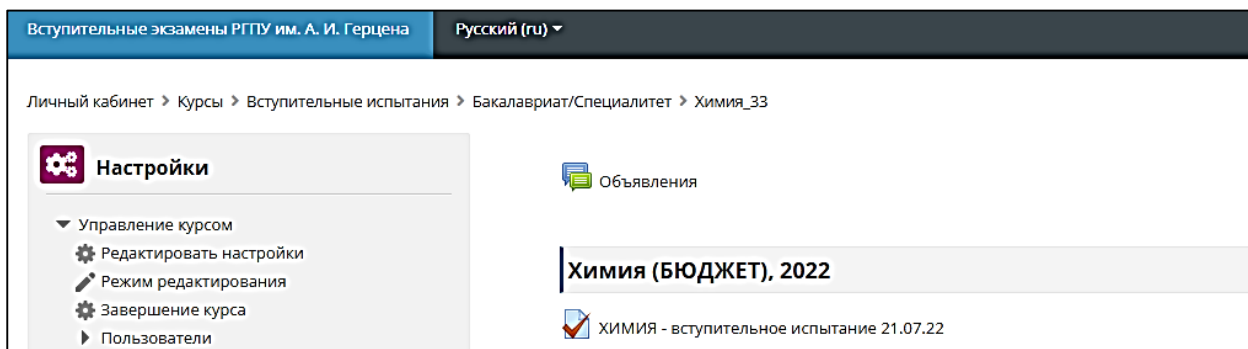 Вступительные экзамены РГПУ им. А. И. Герцена
Русский (ru)
Личный кабинет > Курсы > Вступительные испытания > Бакалавриат/Специалитет > Химия_33
Настройки
Управление курсом
Редактировать настройки
Режим редактирования
Завершение курса
Пользователи
Объявления
Химия (БЮДЖЕТ), 2022
ХИМИЯ - вступительное испытание 21.07.22